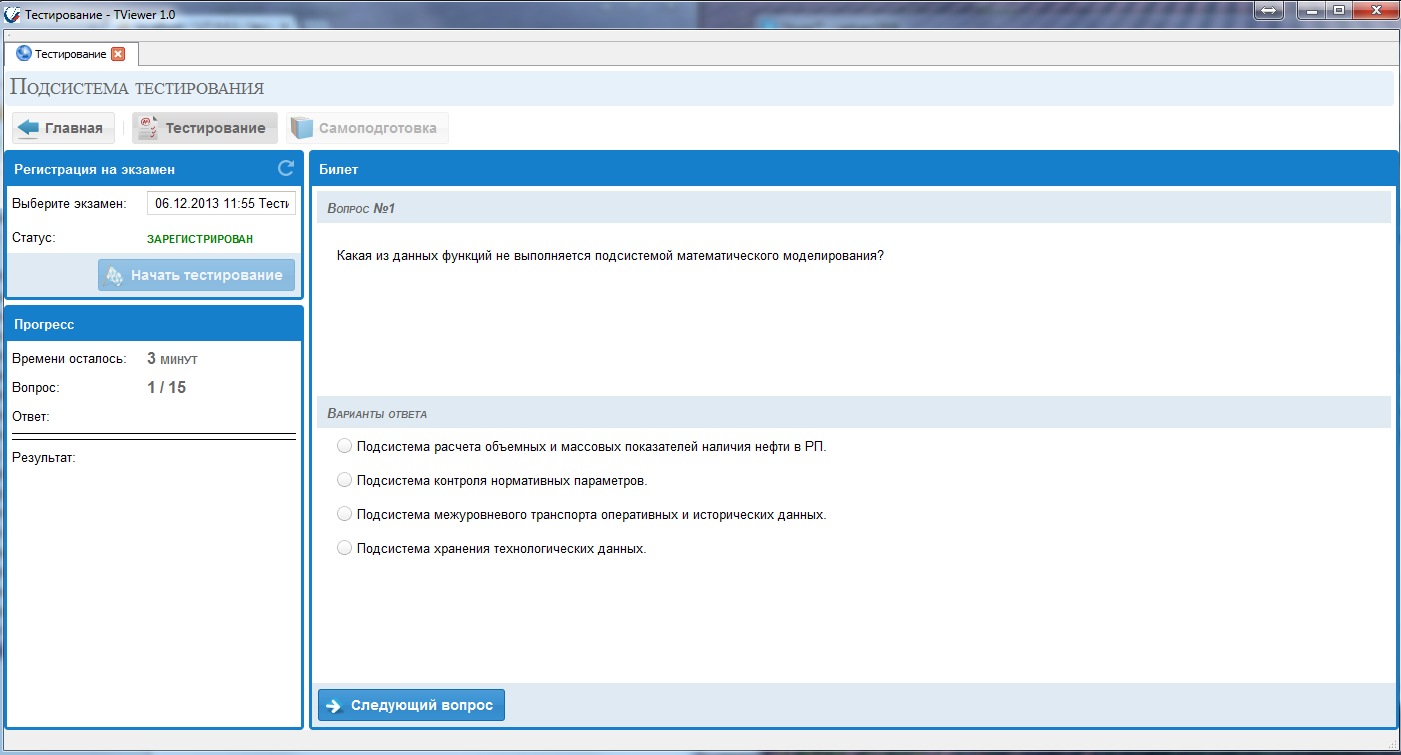 Тестирование - TViewer 1.0
Тестирование
Подсистема тестирования
Главная
Тестирование
Самоподготовка
Регистрация на экзамен
Выберите экзамен: 06.12.2013 11:55 Тести
Статус: ЗАРЕГИСТРИРОВАН
Начать тестирование
Прогресс
Времени осталось: 3 минут
Вопрос: 1 / 15
Ответ:
Результат:
Билет
Вопрос №1
Какая из данных функций не выполняется подсистемой математического моделирования?
Варианты ответа
Подсистема расчета объемных и массовых показателей наличия нефти в РП.
Подсистема контроля нормативных параметров.
Подсистема межуровневого транспорта оперативных и исторических данных.
Подсистема хранения технологических данных.
Следующий вопрос